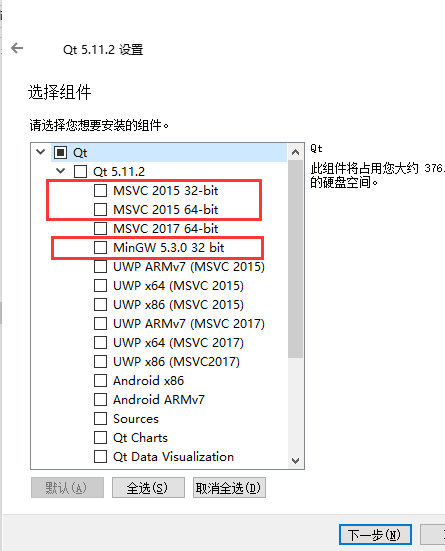 Qt 5.11.2 设置
选择组件
请选择您想要安装的组件。
Qt
Qt 5.11.2
MSVC 2015 32-bit
MSVC 2015 64-bit
MSVC 2017 64-bit
MinGW 5.3.0 32 bit
UWP ARMv7 (MSVC 2015)
UWP x64 (MSVC 2015)
UWP x86 (MSVC 2015)
UWP ARMv7 (MSVC 2017)
UWP x64 (MSVC 2017)
UWP x86 (MSVC2017)
Android x86
Android ARMv7
Sources
Qt Charts
Qt Data Visualization
Qt
此组件将占用您大约 376.
的硬盘空间。
默认(A) 全选(S) 取消全选(D)
下一步(N)